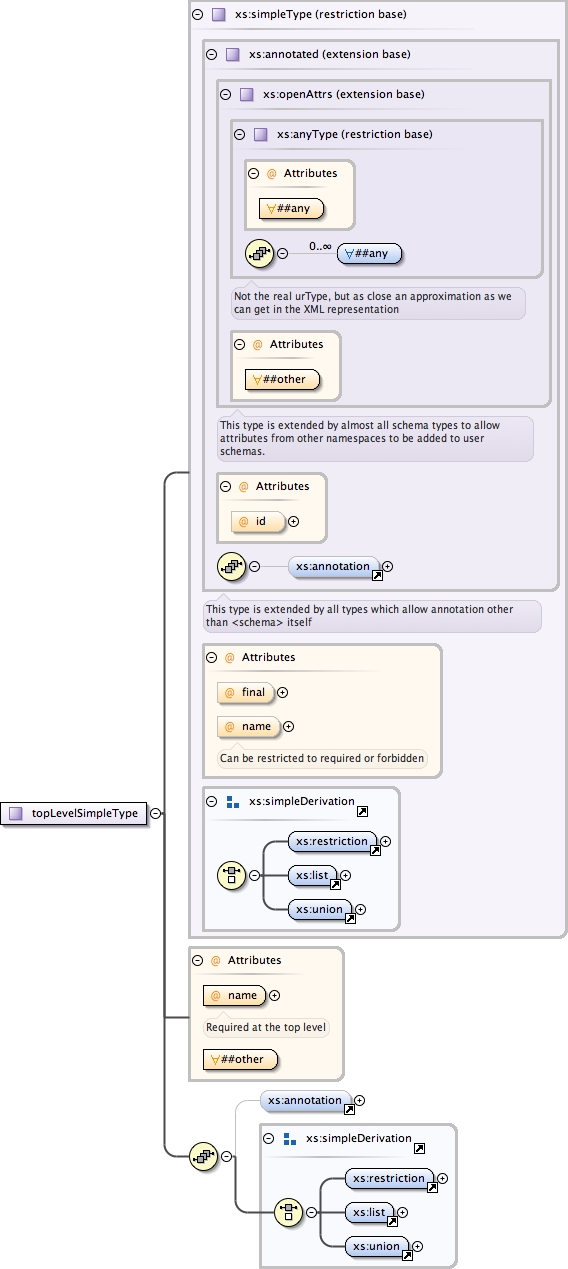 xs:simpleType (restriction base)
xs:annotated (extension base)
xs:openAttrs (extension base)
xs:anyType (restriction base)
@ Attributes
∀##any
0..∞
∀##any
Not the real urType, but as close an approximation as we
can get in the XML representation
@ Attributes
∀##other
This type is extended by almost all schema types to allow
attributes from other namespaces to be added to user
schemas.
@ Attributes
@ id
xs:annotation
This type is extended by all types which allow annotation other
than <schema> itself
@ Attributes
@ final
@ name
Can be restricted to required or forbidden
xs:simpleDerivation
xs:restriction
xs:list
xs:union
topLevelSimpleType
@ Attributes
@ name
Required at the top level
∀##other
xs:annotation
xs:simpleDerivation
xs:restriction
xs:list
xs:union